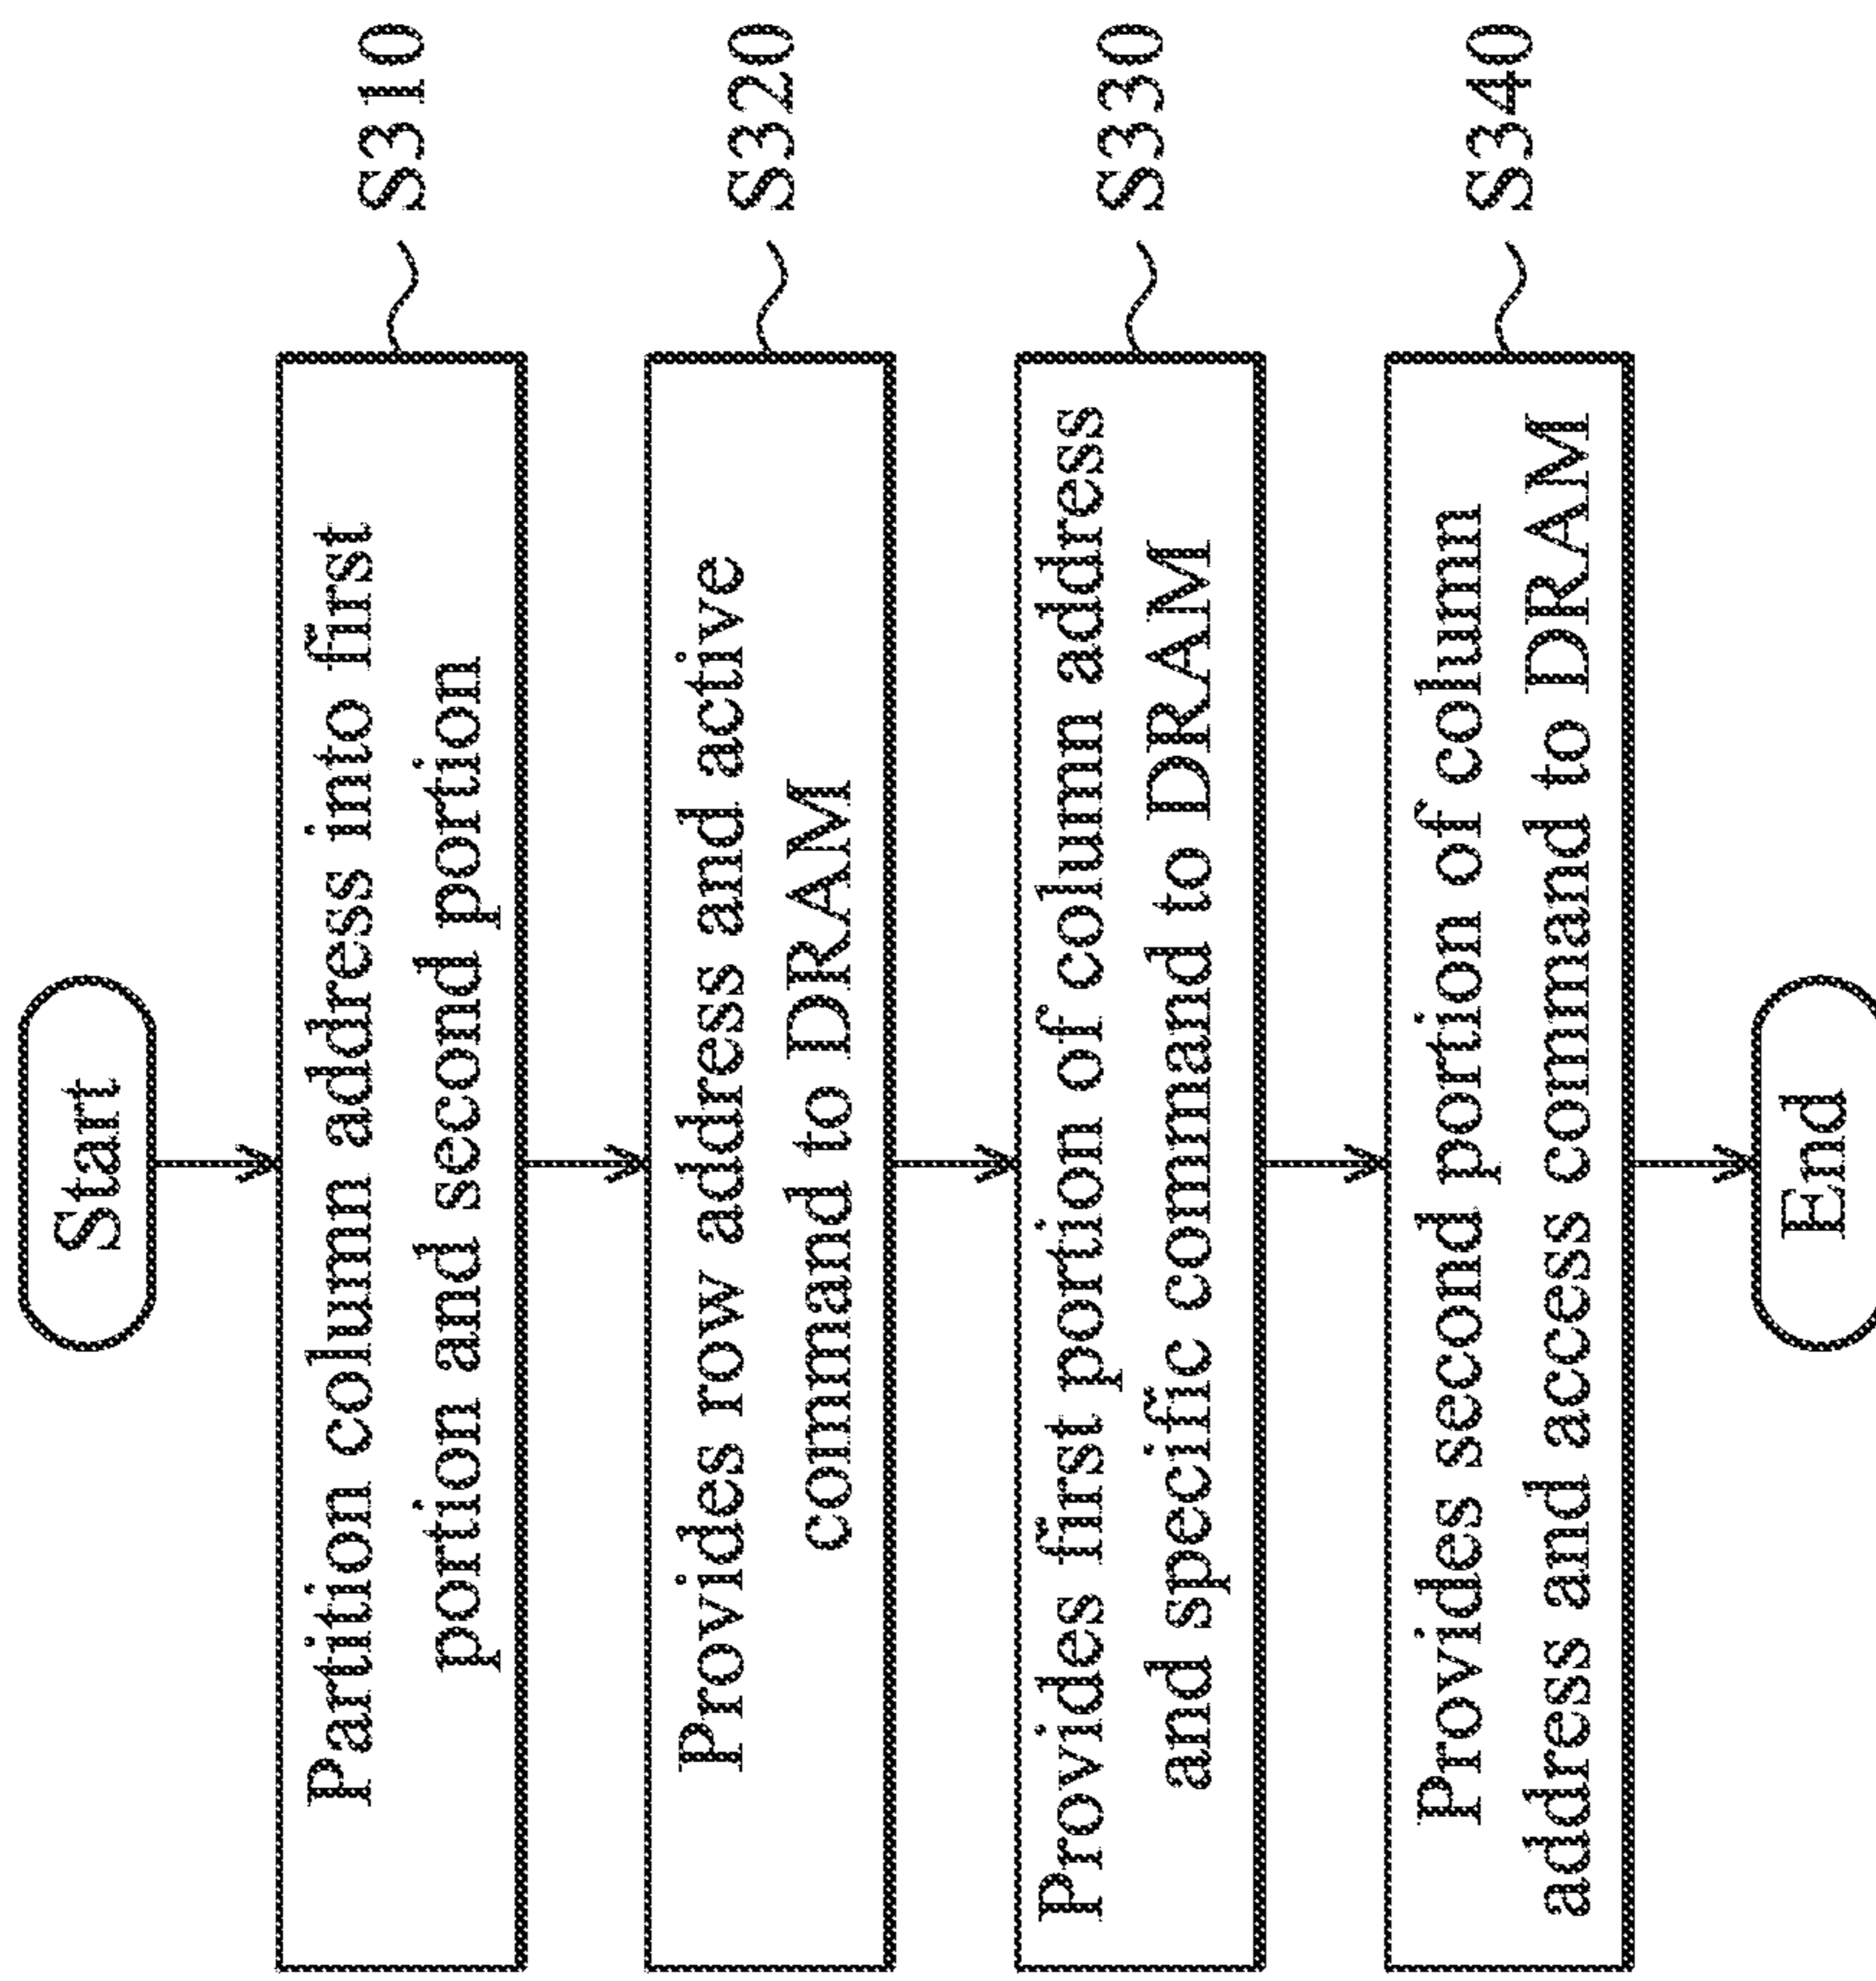 Start
Partition column address into first
portion and second portion
S310
Provides row address and active
command to DRAM
S320
Provides first portion of column address
and specific command to DRAM
S330
Provides second portion of column
address and access command to DRAM
S340
End